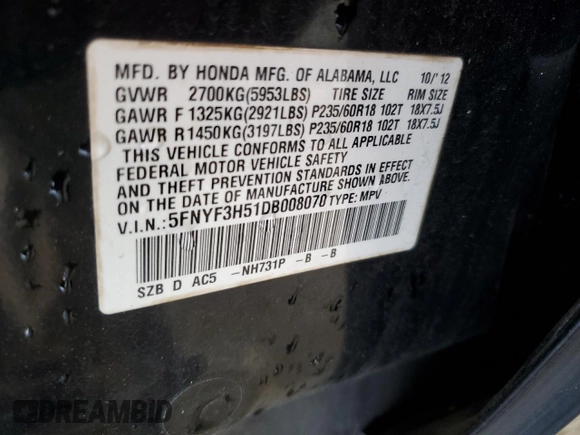 MFD. BY HONDA MFG. OF ALABAMA, LLC 10/'12
GVWR 2700KG(5953LBS) TIRE SIZE RIM SIZE
GAWR F 1325KG(2921LBS) P235/60R18 102T 18X7.5J
GAWR R1450KG(3197LBS) P235/60R18 102T 18X7.5J
THIS VEHICLE CONFORMS TO ALL APPLICABLE
FEDERAL MOTOR VEHICLE SAFETY
AND THEFT PREVENTION STANDARDS IN EFFECT
ON THE DATE OF MANUFACTURE SHOWN ABOVE.
V.I.N.: 5FNYF3H51DB008070 TYPE: MPV
SZB D AC5 -NH731P -B -B
DREAMBID